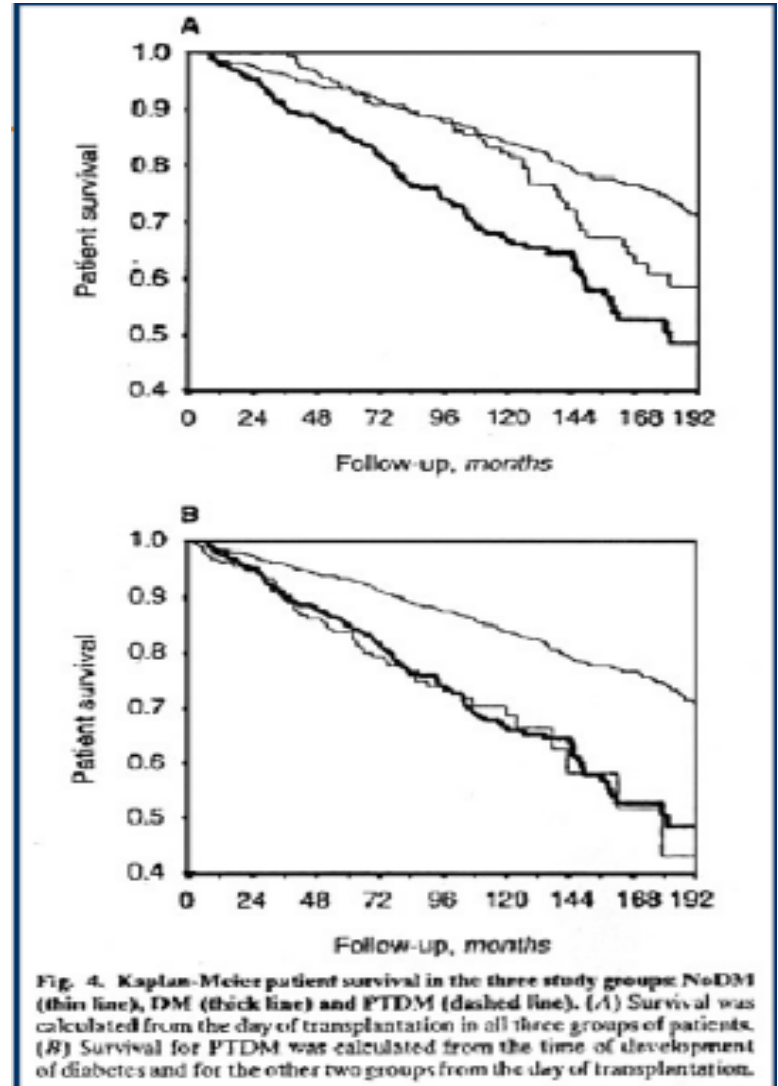 A
1.0
0.9
0.8
0.7
0.6
0.5
0.4
Patient survival
0 24 48 72 96 120 144 168 192
Follow-up, months
B
1.0
0.9
0.8
0.7
0.6
0.5
0.4
Patient survival
0 24 48 72 96 120 144 168 192
Follow-up, months
Fig. 4. Kaplan-Meier patient survival in the three study groups: NoDM
(thin line), DM (thick line) and PTDM (dashed line). (A) Survival was
calculated from the day of transplantation in all three groups of patients.
(B) Survival for PTDM was calculated from the time of development
of diabetes and for the other two groups from the day of transplantation.